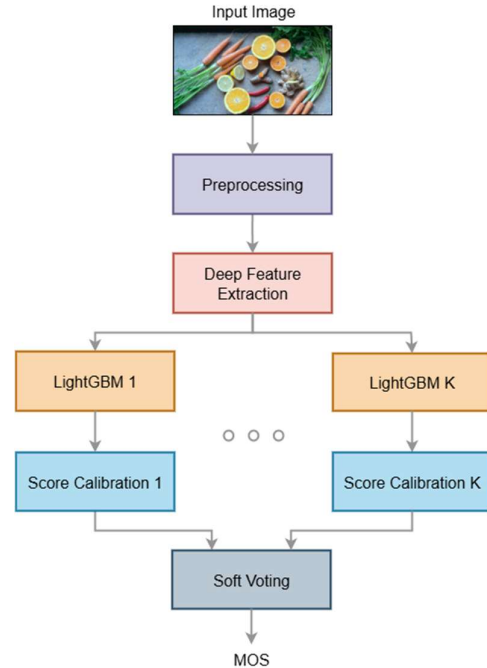 Input Image
Preprocessing
Deep Feature
Extraction
LightGBM 1
LightGBM K
Score Calibration 1
Score Calibration K
Soft Voting
MOS